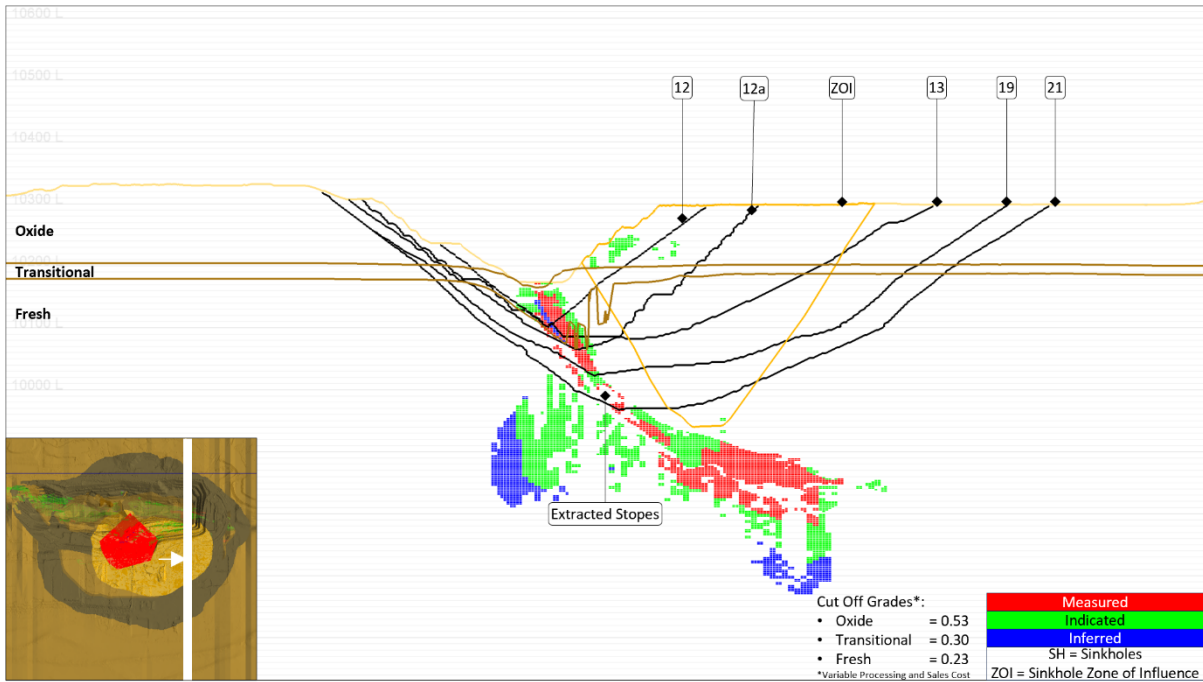 10600 L
10500 L
10400 L
10300 L
10200 L
10100 L
10000 L
12
12a
ZOI
13
19
21
Oxide
Transitional
Fresh
Extracted Stopes
Cut Off Grades*:
• Oxide = 0.53
• Transitional = 0.30
• Fresh = 0.23
*Variable Processing and Sales Cost
Measured
Indicated
Inferred
SH = Sinkholes
ZOI = Sinkhole Zone of Influence